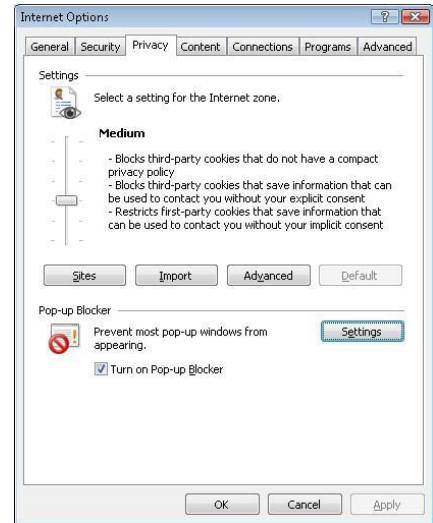 Internet Options
General Security Privacy Content Connections Programs Advanced
Settings
Select a setting for the Internet zone.
Medium
- Blocks third-party cookies that do not have a compact
privacy policy
- Blocks third-party cookies that save information that can
be used to contact you without your explicit consent
- Restricts first-party cookies that save information that
can be used to contact you without your implicit consent
Sites Import Advanced Default
Pop-up Blocker
Prevent most pop-up windows from
appearing.
Settings
Turn on Pop-up Blocker
OK Cancel Apply